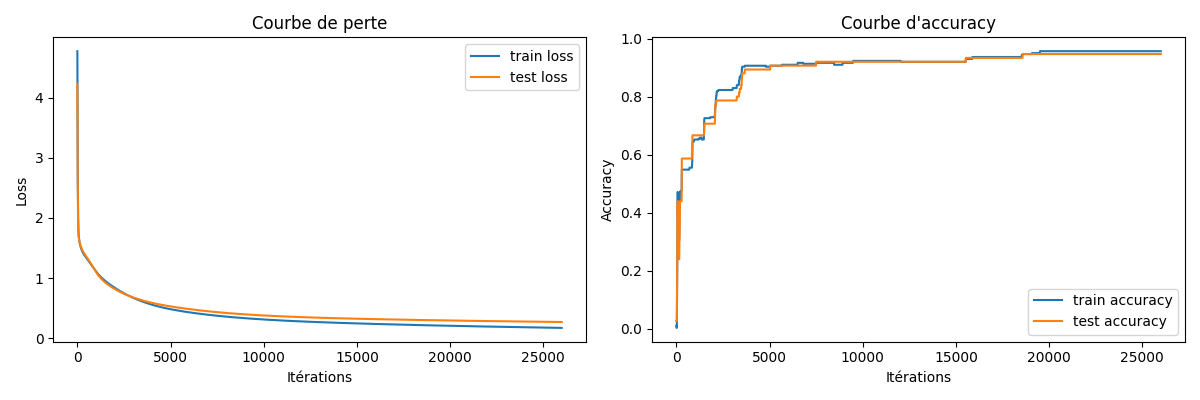 Courbe de perte
train loss
test loss
4
3
2
1
0
Loss
0
5000
10000
15000
20000
25000
Itérations
Courbe d'accuracy
1.0
0.8
0.6
0.4
0.2
0.0
Accuracy
train accuracy
test accuracy
0
5000
10000
15000
20000
25000
Itérations